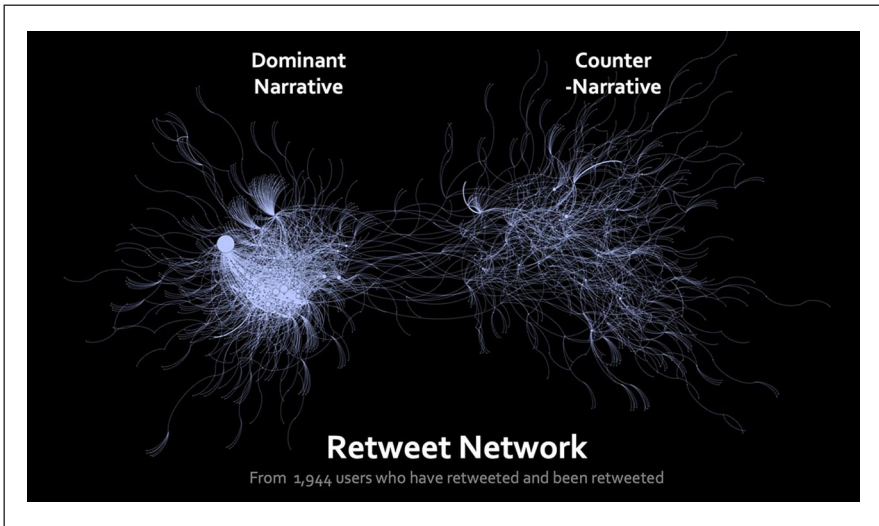 Dominant
Narrative
Counter
-Narrative
Retweet Network
From 1,944 users who have retweeted and been retweeted